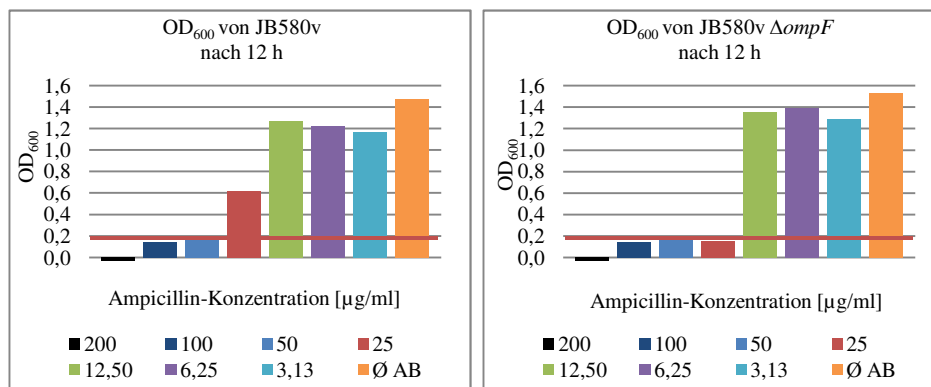 OD600 von JB580v
nach 12 h
OD600
1,6
1,4
1,2
1,0
0,8
0,6
0,4
0,2
0,0
Ampicillin-Konzentration [µg/ml]
200 100 50 25
12,50 6,25 3,13 Ø AB
OD600 von JB580v ΔompF
nach 12 h
OD600
1,6
1,4
1,2
1,0
0,8
0,6
0,4
0,2
0,0
Ampicillin-Konzentration [µg/ml]
200 100 50 25
12,50 6,25 3,13 Ø AB